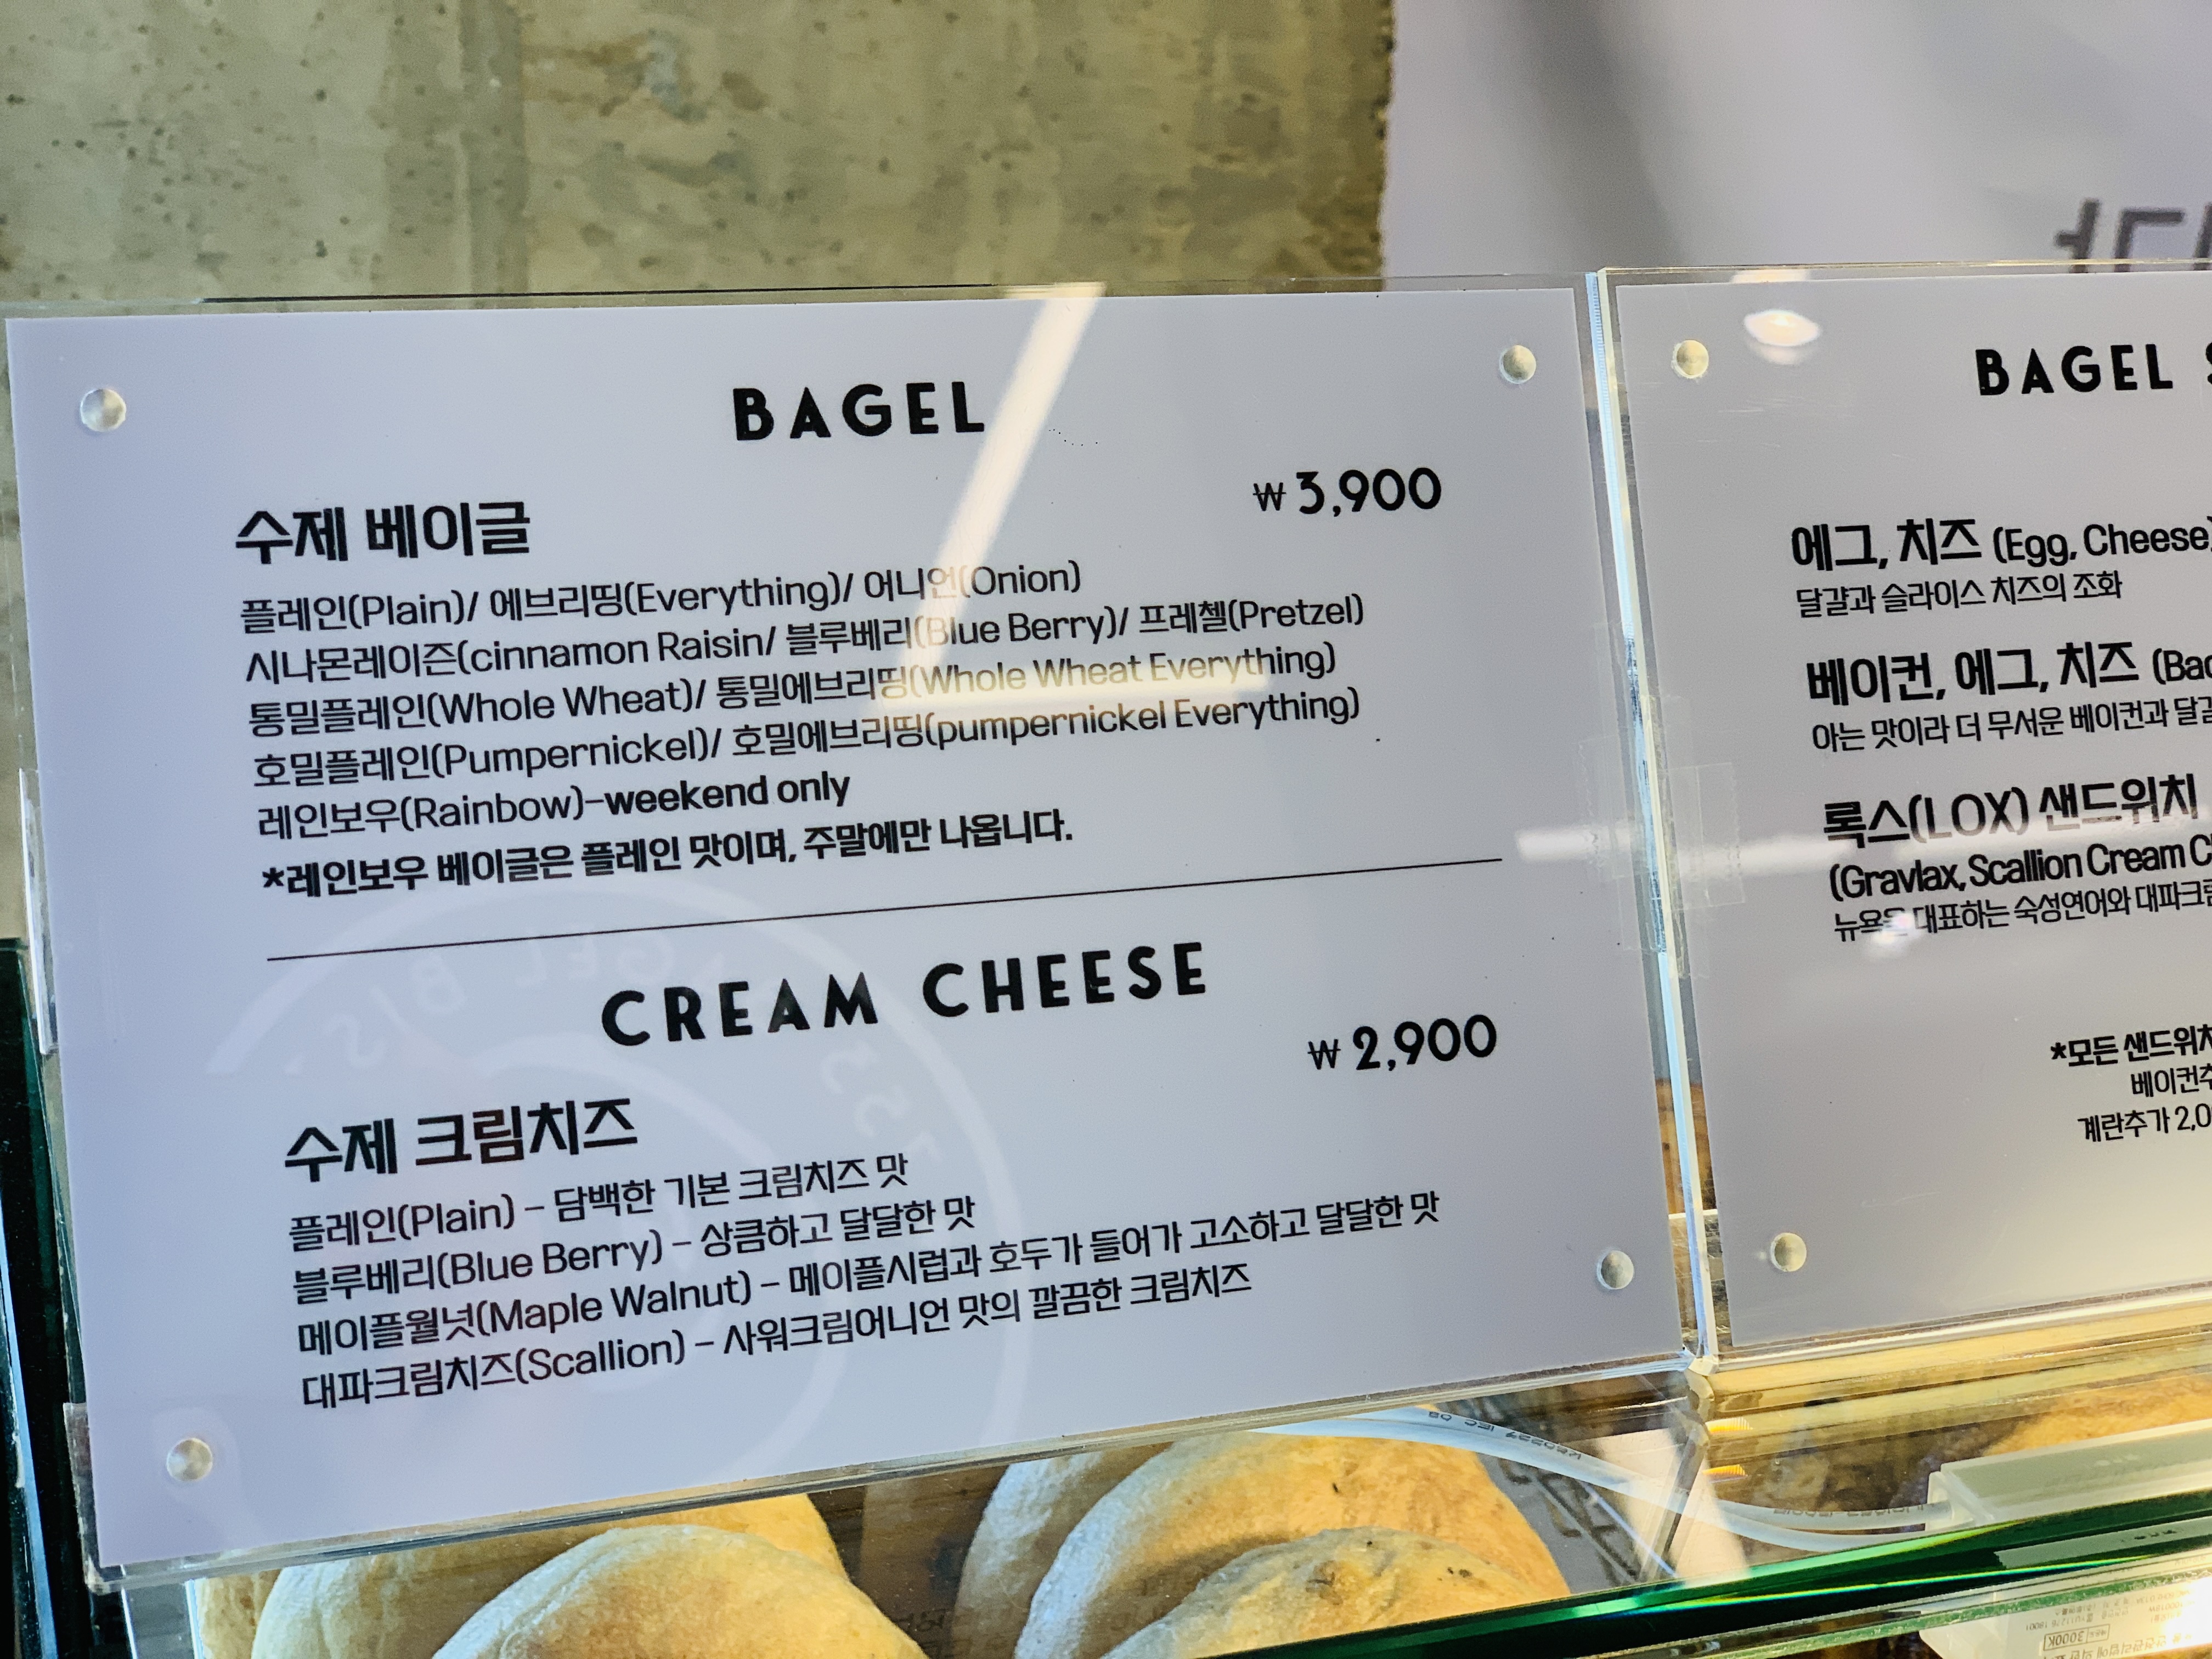 BAGEL
₩3,900
수제 베이글
플레인(Plain)/ 에브리띵(Everything)/ 어니언(Onion)
시나몬레이즌(cinnamon Raisin/ 블루베리(Blue Berry)/ 프레첼(Pretzel)
통밀플레인(Whole Wheat)/ 통밀에브리띵(Whole Wheat Everything)
호밀플레인(Pumpernickel)/ 호밀에브리띵(pumpernickel Everything)
레인보우(Rainbow)-weekend only
*레인보우 베이글은 플레인 맛이며, 주말에만 나옵니다.
CREAM CHEESE
₩2,900
수제 크림치즈
플레인(Plain) - 담백한 기본 크림치즈 맛
블루베리(Blue Berry) - 상큼하고 달달한 맛
메이플월넛(Maple Walnut) - 메이플시럽과 호두가 들어가 고소하고 달달한 맛
대파크림치즈(Scallion) - 사워크림어니언 맛의 깔끔한 크림치즈
BAGEL
에그, 치즈 (Egg, Cheese)
달걀과 슬라이스 치즈의 조화
베이컨, 에그, 치즈
아는 맛이라 더 무서운 베이컨과
록스(LOX) 샌드위치
(Gravlax, Scallion Cream
뉴욕을 대표하는 숙성연어와
*모든 샌드위치
계란추가
3000K